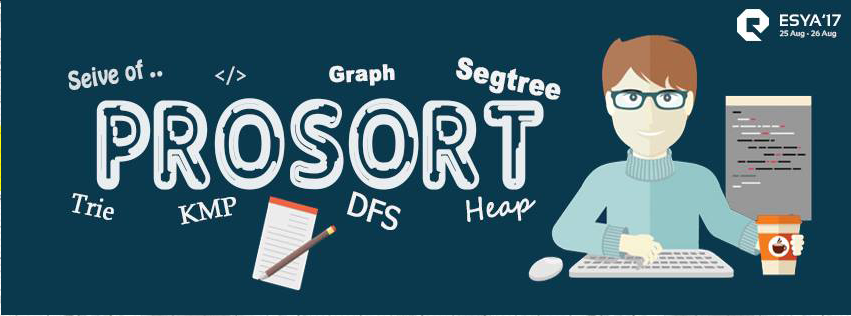 ESYA'17
25 Aug - 26 Aug
Seive of ..
</>
Graph
Segtree
PROSORT
Trie
KMP
DFS
Heap